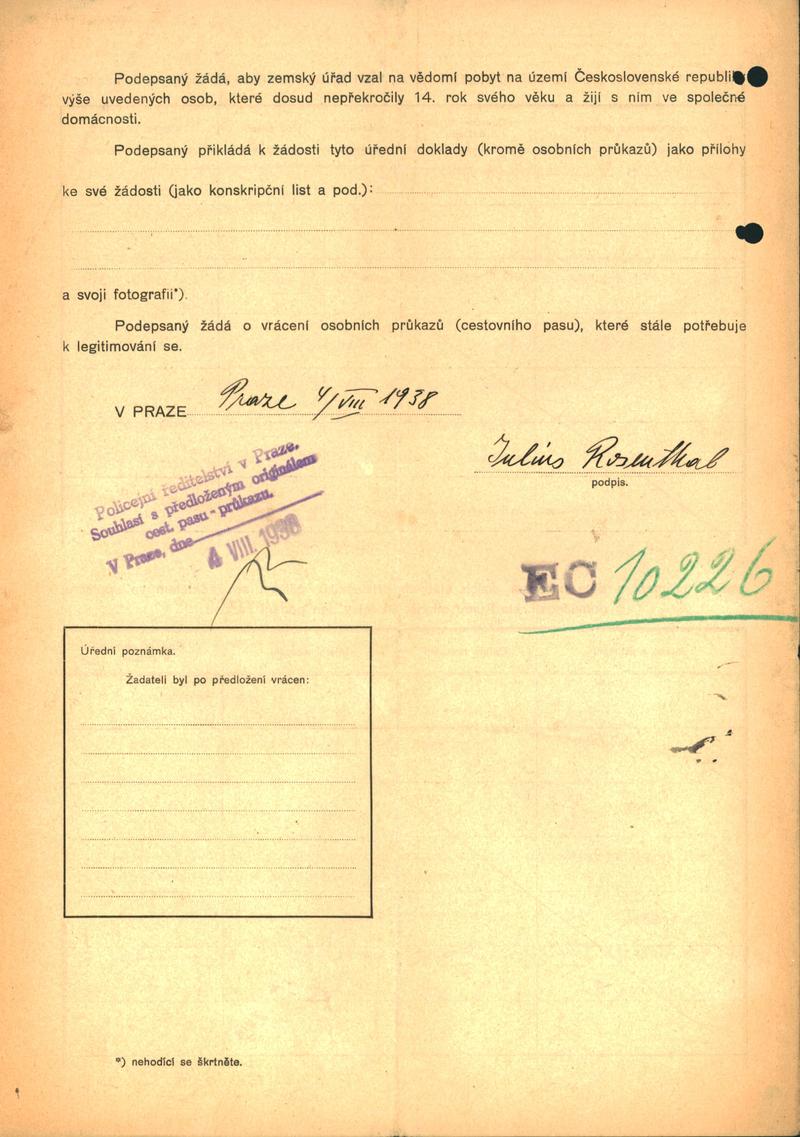 Podepsaný žádá, aby zemský úřad vzal na vědomí pobyt na území Československé republiky
výše uvedených osob, které dosud nepřekročily 14. rok svého věku a žijí s ním ve společné
domácnosti.
Podepsaný přikládá k žádosti tyto úřední doklady (kromě osobních průkazů) jako přílohy
ke své žádosti (jako konskripční list a pod.):
a svoji fotografii*).
Podepsaný žádá o vrácení osobních průkazů (cestovního pasu), které stále potřebuje
k legitimování se.
V PRAZE Praze 4/VIII 1938
Julius Rosenthal
podpis.
Policejní ředitelství v Praze.
Souhlasí s předloženým originálem
cest. pasu - průkazu.
V Praze, dne 4 VIII. 1938
EC 10226
Úřední poznámka.
Žadateli byl po předložení vrácen:
*) nehodící se škrtněte.